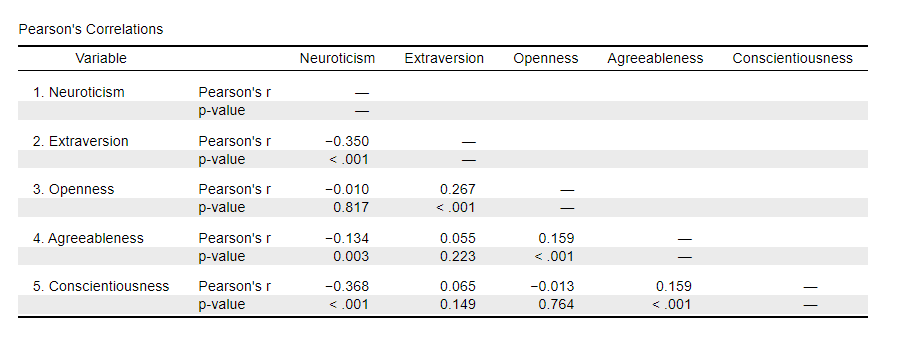 Pearson's Correlations
Variable Neuroticism Extraversion Openness Agreeableness Conscientiousness
1. Neuroticism Pearson's r —
p-value —
2. Extraversion Pearson's r −0.350 —
p-value < .001 —
3. Openness Pearson's r −0.010 0.267 —
p-value 0.817 < .001 —
4. Agreeableness Pearson's r −0.134 0.055 0.159 —
p-value 0.003 0.223 < .001 —
5. Conscientiousness Pearson's r −0.368 0.065 −0.013 0.159 —
p-value < .001 0.149 0.764 < .001 —